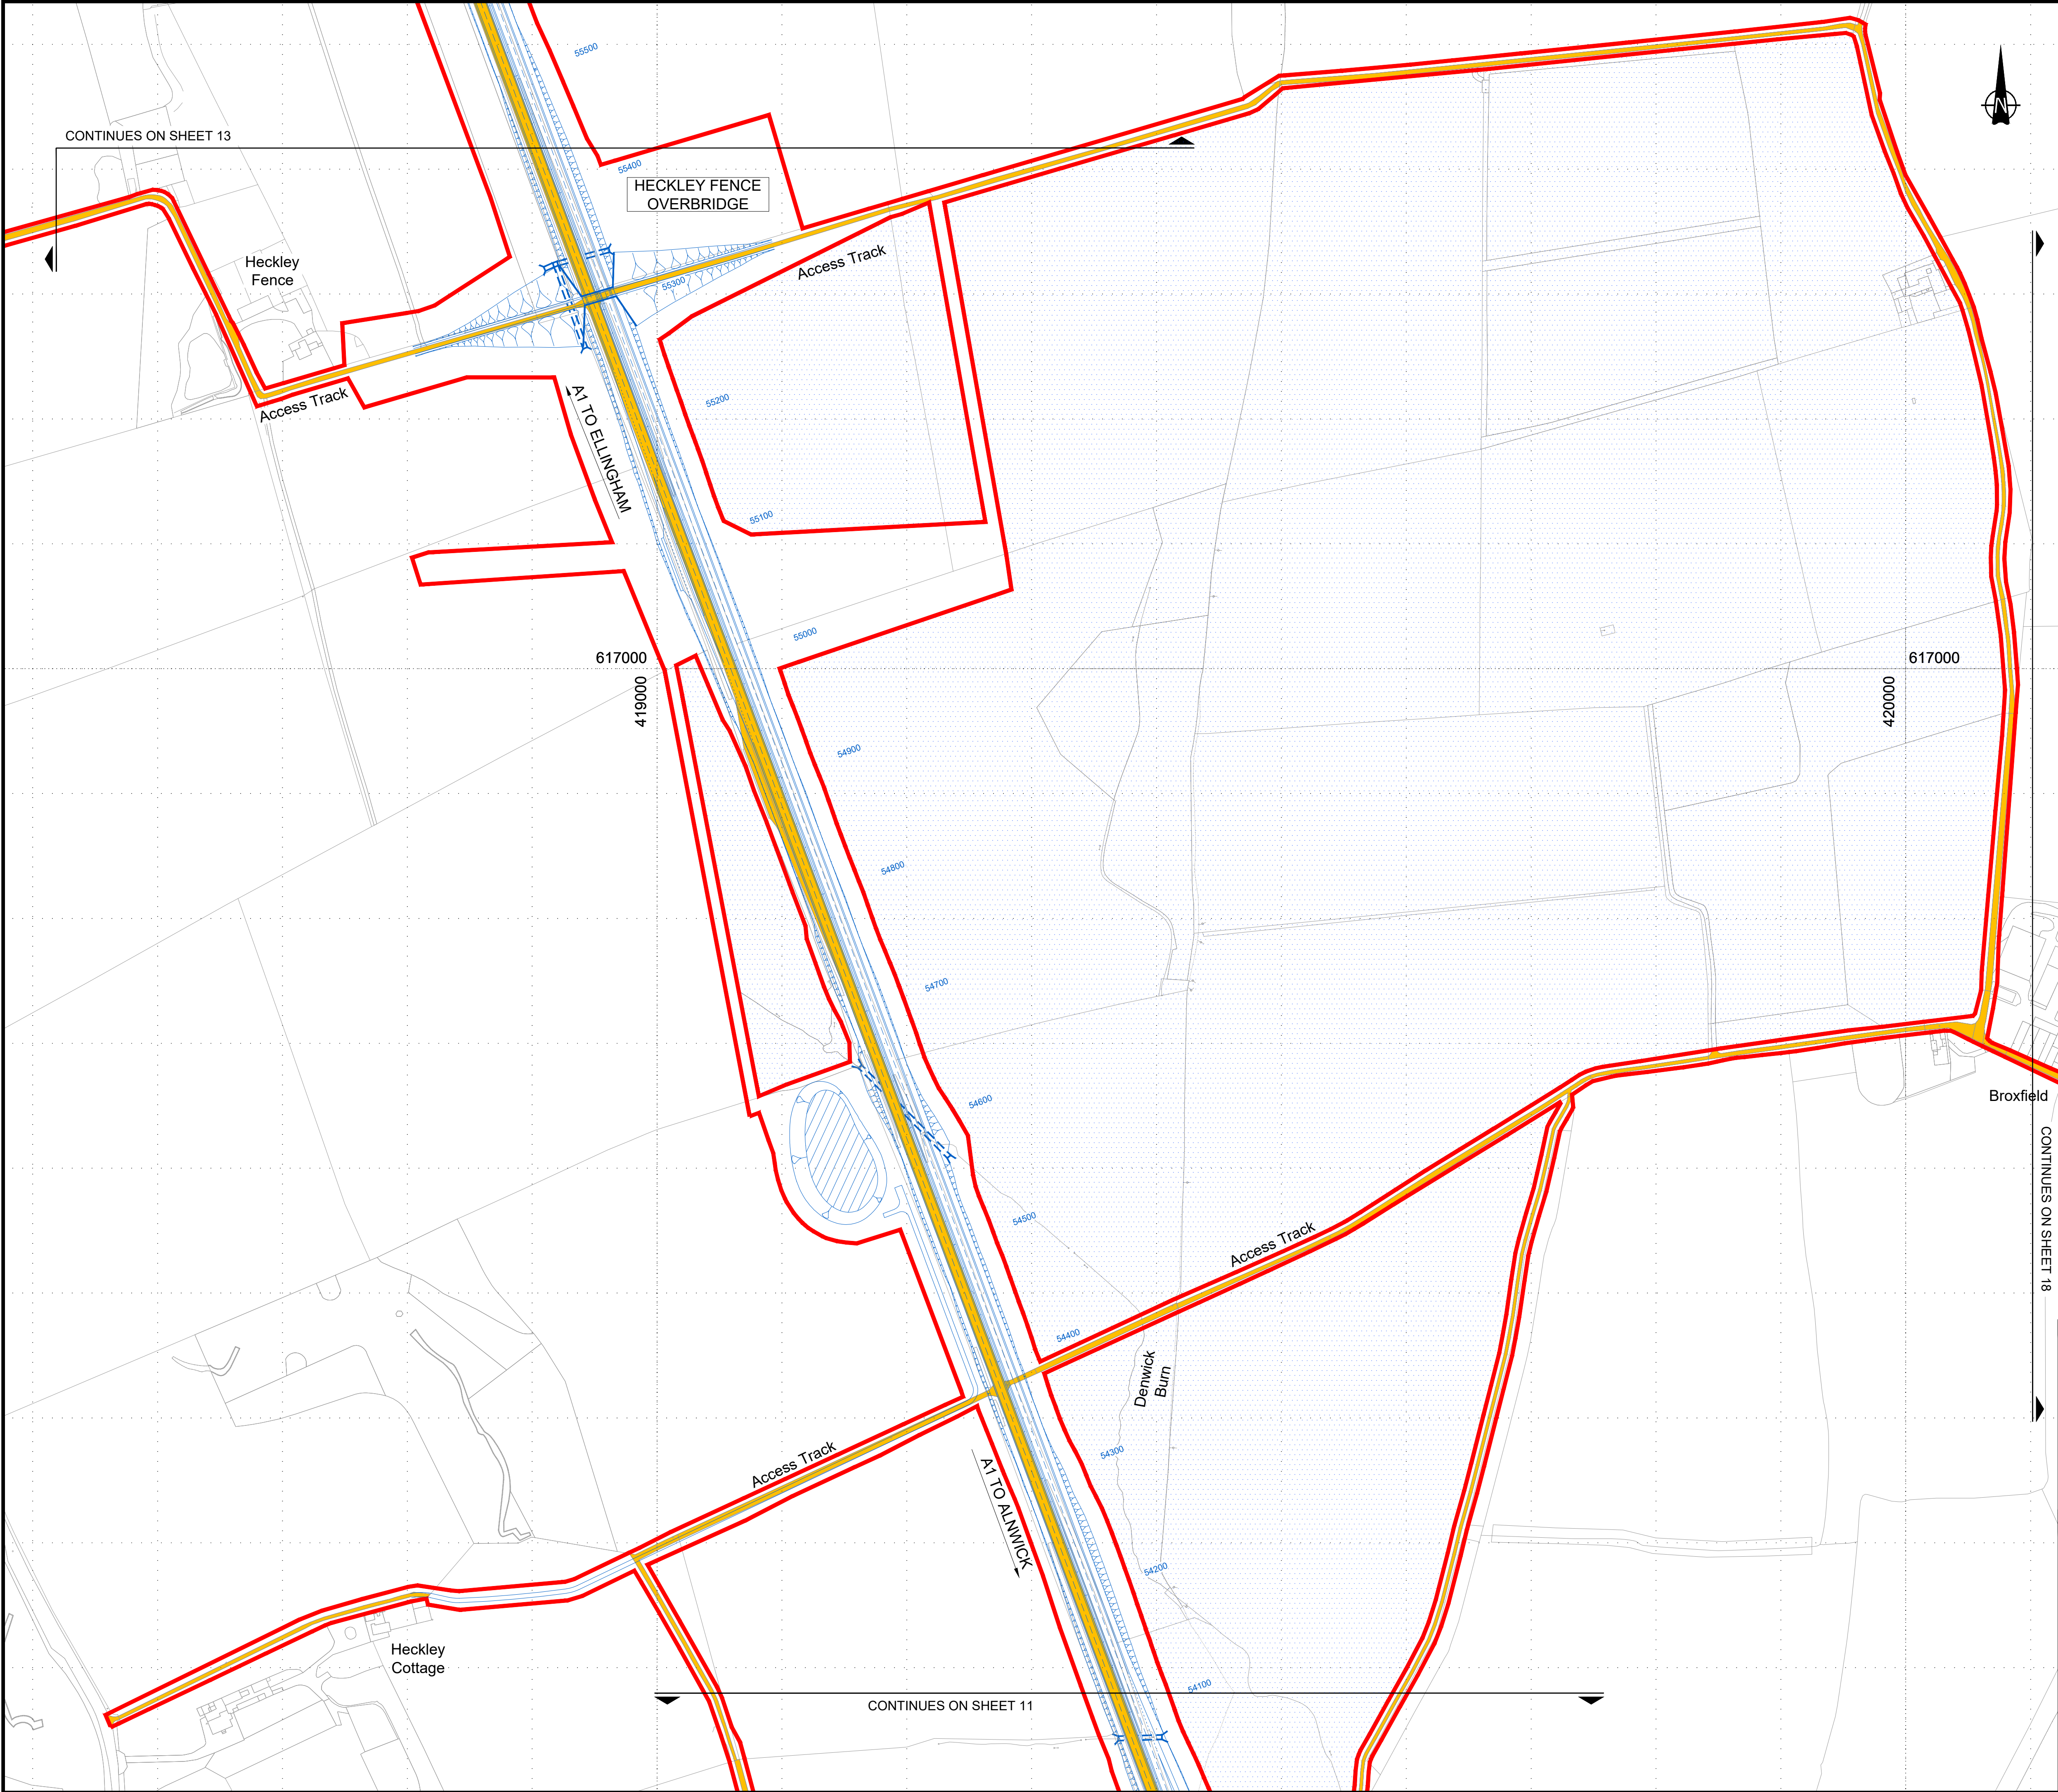 55500
N
CONTINUES ON SHEET 13
55400
HECKLEY FENCE
OVERBRIDGE
Heckley
Fence
Access Track
55300
Access Track
55200
A1 TO ELLINGHAM
55100
55000
617000
617000
419000
420000
54900
54800
54700
54600
Broxfield
CONTINUES ON SHEET 18
54500
Access Track
54400
Denwick
Burn
54300
Access Track
A1 TO ALNWICK
54200
Heckley
Cottage
54100
CONTINUES ON SHEET 11